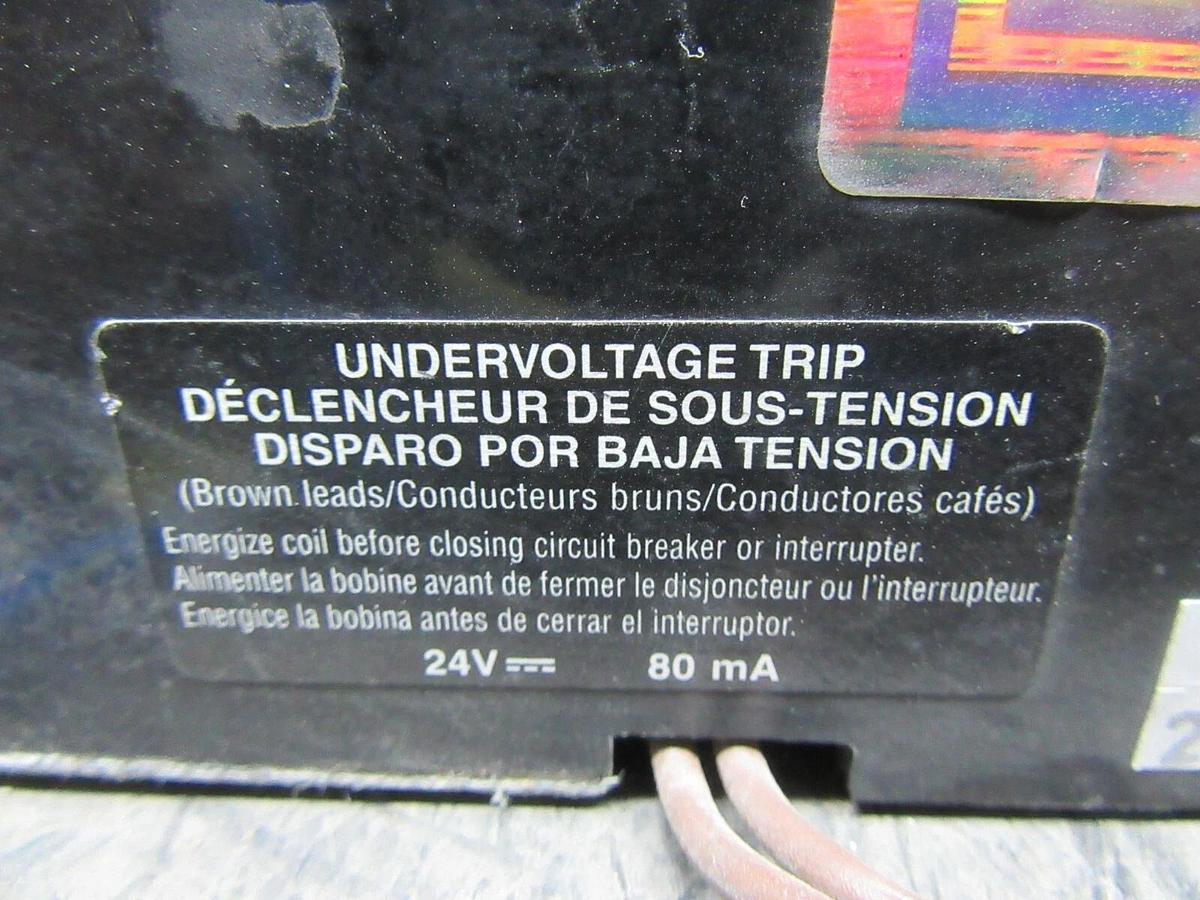 UNDERVOLTAGE TRIP
DÉCLENCHEUR DE SOUS-TENSION
DISPARO POR BAJA TENSION
(Brown leads/Conducteurs bruns/Conductores cafés)
Energize coil before closing circuit breaker or interrupter.
Alimenter la bobine avant de fermer le disjoncteur ou l'interrupteur.
Energice la bobina antes de cerrar el interruptor.
24V⎓ 80 mA
2